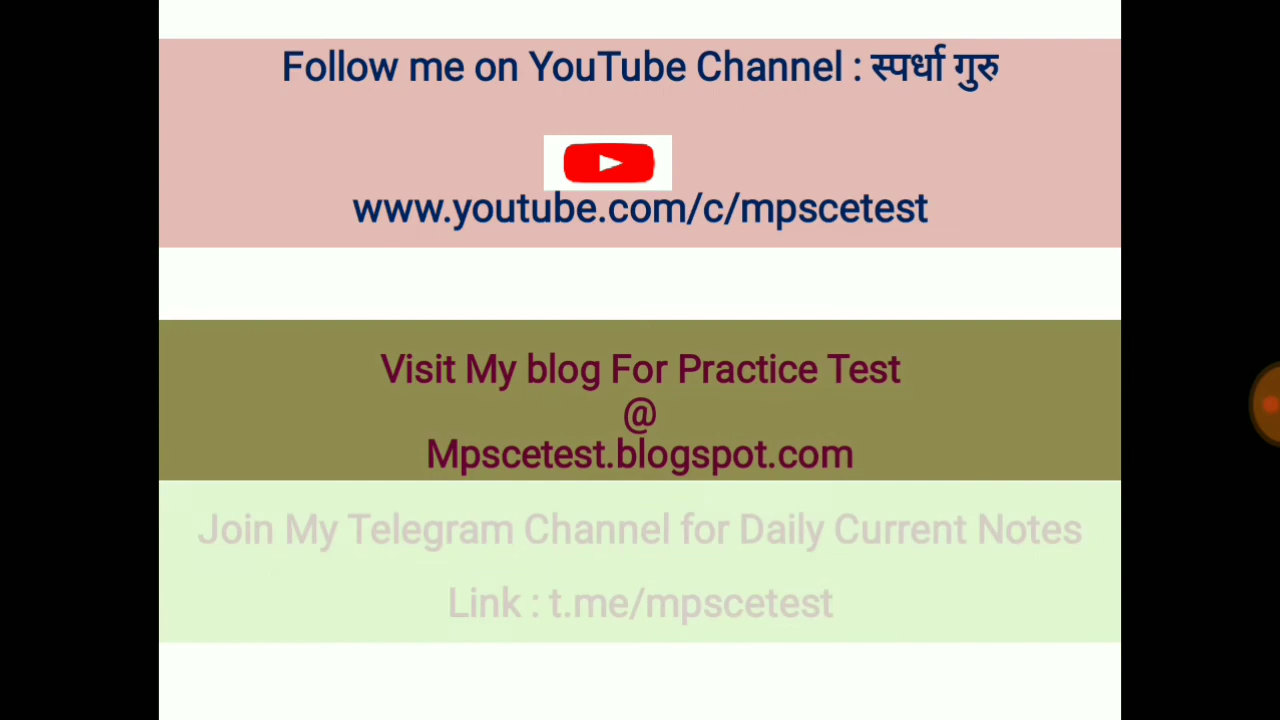 Follow me on YouTube Channel : स्पर्धा गुरु
www.youtube.com/c/mpscetest
Visit My blog For Practice Test
@
Mpscetest.blogspot.com
Join My Telegram Channel for Daily Current Notes
Link : t.me/mpscetest